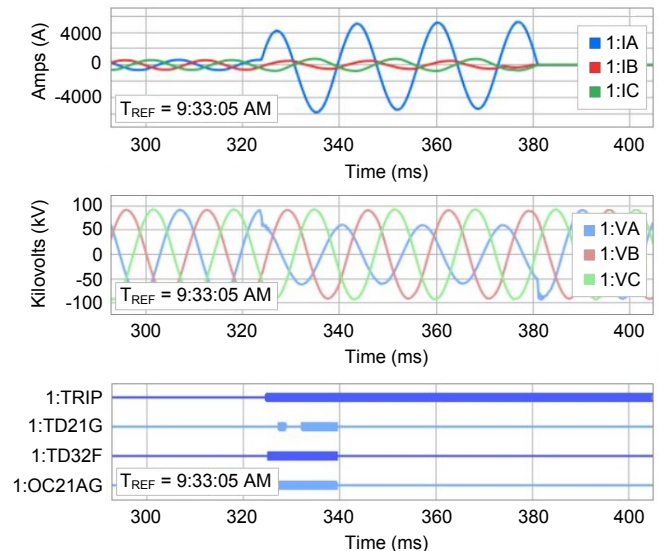 Amps (A)
4000
0
-4000
1:IA
1:IB
1:IC
TREF = 9:33:05 AM
300 320 340 360 380 400
Time (ms)
Kilovolts (kV)
100
50
0
-50
-100
1:VA
1:VB
1:VC
TREF = 9:33:05 AM
300 320 340 360 380 400
Time (ms)
1:TRIP
1:TD21G
1:TD32F
1:OC21AG
TREF = 9:33:05 AM
300 320 340 360 380 400
Time (ms)